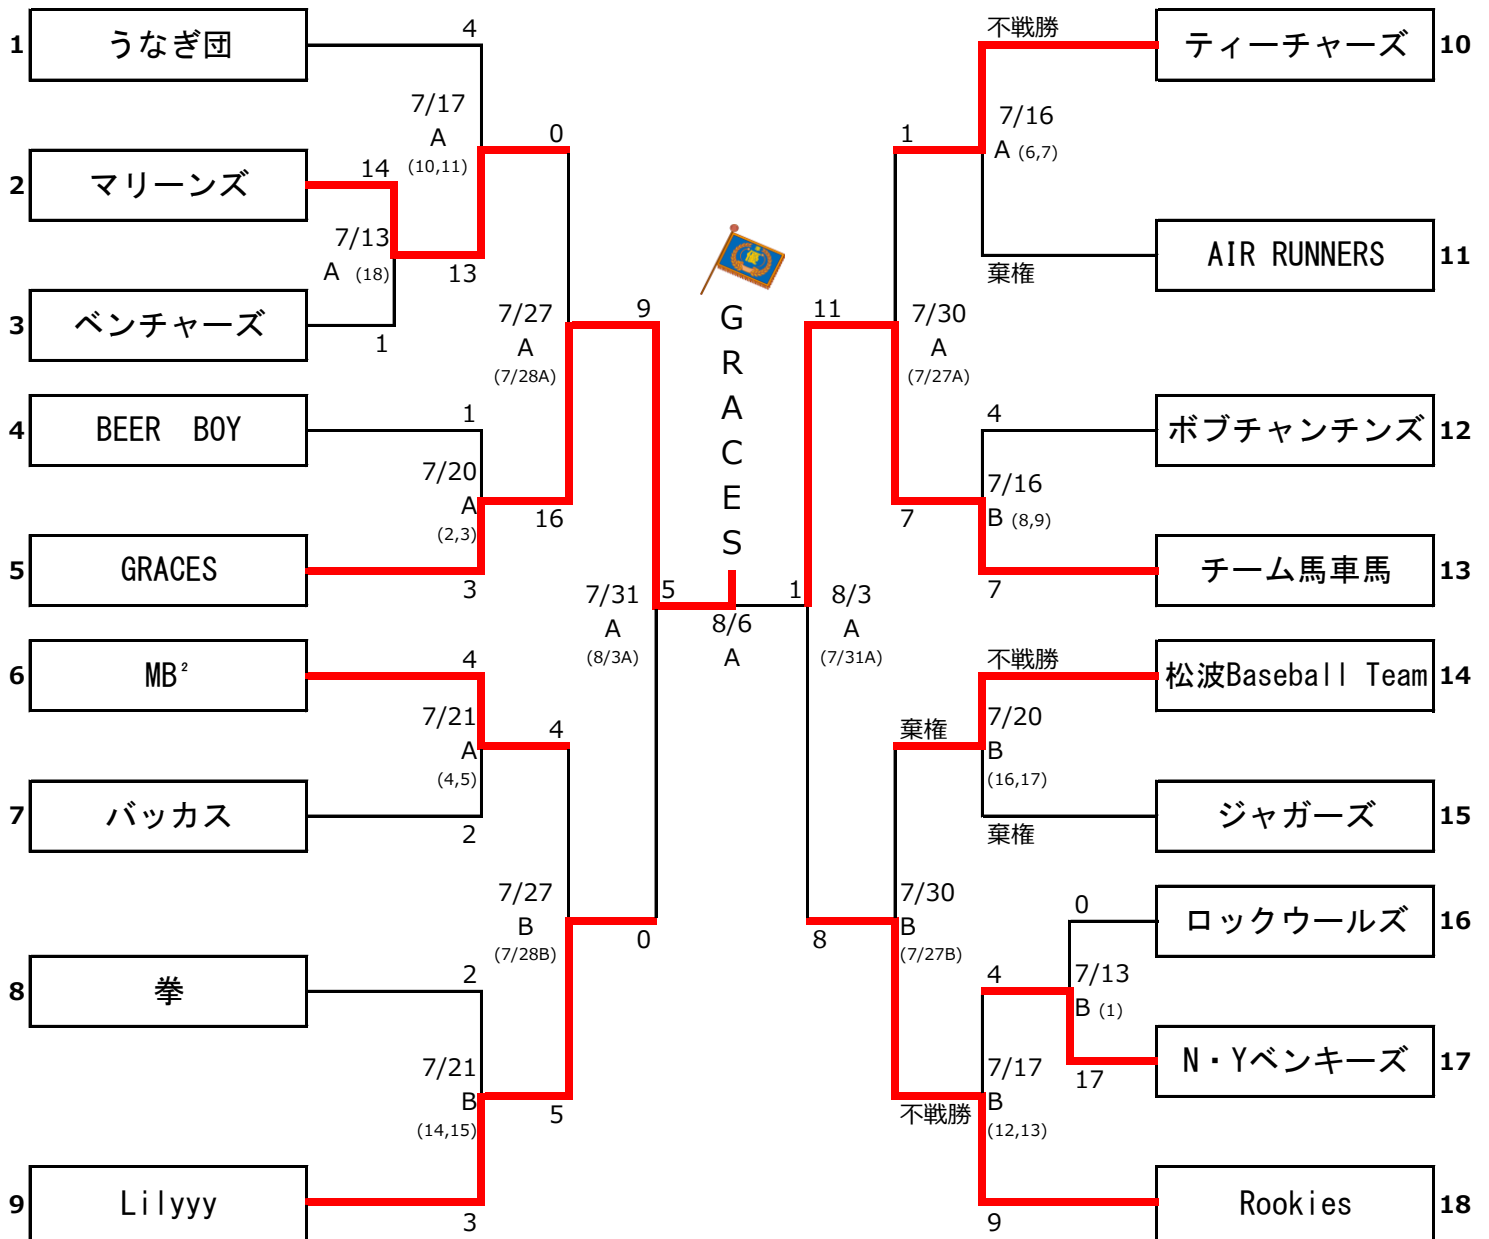 1 うなぎ団 4
7/17
A
(10,11)
0
2 マリーンズ 14
7/13
A (18)
13
3 ベンチャーズ 1
7/27
A
(7/28A)
9
4 BEER BOY 1
7/20
A
(2,3)
16
5 GRACES 3
7/31
A
(8/3A)
5
6 MB² 4
7/21
A
(4,5)
4
7 バッカス 2
7/27
B
(7/28B)
0
8 拳 2
7/21
B
(14,15)
5
9 Lilyyy 3
G
R
A
C
E
S
8/6
A
不戦勝 ティーチャーズ 10
1
7/16
A (6,7)
棄権 AIR RUNNERS 11
11
7/30
A
(7/27A)
4 ボブチャンチンズ 12
7/16
B (8,9)
7
7 チーム馬車馬 13
1
8/3
A
(7/31A)
不戦勝 松波Baseball Team 14
棄権
7/20
B
(16,17)
棄権 ジャガーズ 15
8
7/30
B
(7/27B)
0 ロックウールズ 16
4
7/13
B (1)
17 N・Yベンキーズ 17
不戦勝
7/17
B
(12,13)
9 Rookies 18